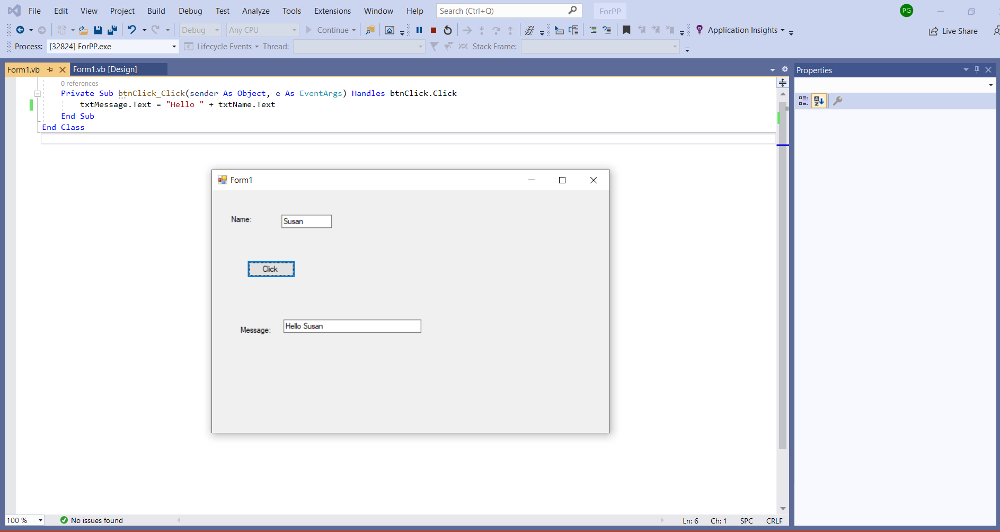 File Edit View Project Build Debug Test Analyze Tools Extensions Window Help Search (Ctrl+Q) ForPP PG
Debug Any CPU Continue Application Insights Live Share
Process: [32824] ForPP.exe Lifecycle Events Thread: Stack Frame:
Form1.vb Form1.vb [Design] Properties
0 references
Private Sub btnClick_Click(sender As Object, e As EventArgs) Handles btnClick.Click
txtMessage.Text = "Hello " + txtName.Text
End Sub
End Class
Form1
Name: Susan
Click
Message: Hello Susan
100 % No issues found Ln: 6 Ch: 1 SPC CRLF